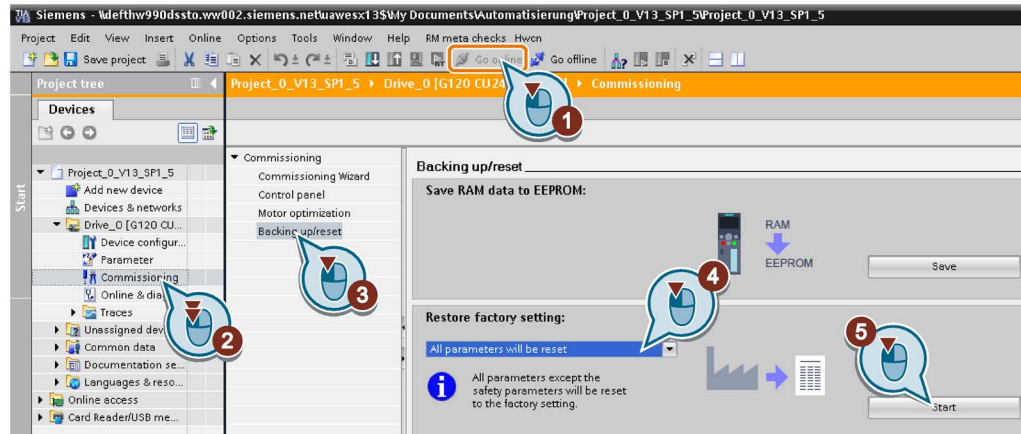 Siemens - \\defthw990dssto.ww002.siemens.net\uawesx13$\My Documents\Automatisierung\Project_0_V13_SP1_5\Project_0_V13_SP1_5
Project Edit View Insert Online Options Tools Window Help RM meta checks Hwcn
Save project Go online Go offline
Project tree
Project_0_V13_SP1_5 Drive_0 [G120 CU24 Commissioning
1
Devices
Start
Project_0_V13_SP1_5
Add new device
Devices & networks
Drive_0 [G120 CU...
Device configur...
Parameter
Commissioning
Online & dia
Traces
Unassigned dev
Common data
Documentation se...
Languages & reso...
Online access
Card Reader/USB me...
2
Commissioning
Commissioning Wizard
Control panel
Motor optimization
Backing up/reset
3
Backing up/reset
Save RAM data to EEPROM:
RAM
EEPROM
Save
4
Restore factory setting:
All parameters will be reset
5
All parameters except the
safety parameters will be reset
to the factory setting.
Start